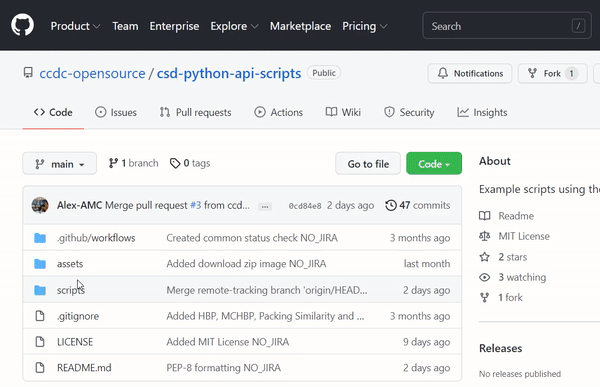 Product Team Enterprise Explore Marketplace Pricing Search /
ccdc-opensource / csd-python-api-scripts Public Notifications Fork 1
Code Issues Pull requests Actions Wiki Security Insights
main 1 branch 0 tags Go to file Code
About
Alex-AMC Merge pull request #3 from ccd... ... 0cd84e8 2 days ago 47 commits
Example scripts using the
.github/workflows Created common status check NO_JIRA 3 months ago
assets Added download zip image NO_JIRA last month
scripts Merge remote-tracking branch 'origin/HEAD... 2 days ago
.gitignore Added HBP, MCHBP, Packing Similarity and ... 3 months ago
LICENSE Added MIT License NO_JIRA 9 days ago
README.md PEP-8 formatting NO_JIRA 2 days ago
Readme
MIT License
2 stars
3 watching
1 fork
Releases
No releases published